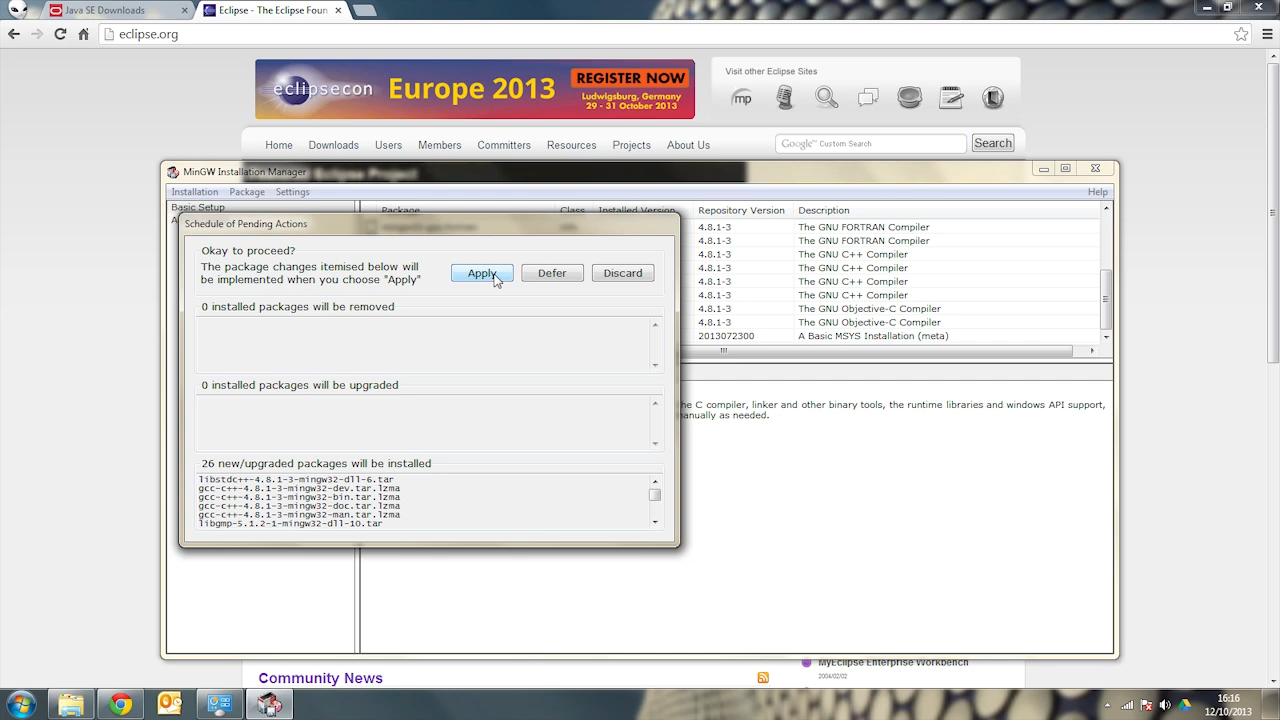 Java SE Downloads
Eclipse - The Eclipse Foun
eclipse.org
eclipsecon Europe 2013
REGISTER NOW
Ludwigsburg, Germany
29 - 31 October 2013
Visit other Eclipse Sites
mp
Home Downloads Users Members Committers Resources Projects About Us
Google™ Custom Search
Search
MinGW Installation Manager
Eclipse Project
Installation Package Settings
Help
Basic Setup
Package Class Installed Version Repository Version Description
4.8.1-3 The GNU FORTRAN Compiler
4.8.1-3 The GNU FORTRAN Compiler
4.8.1-3 The GNU C++ Compiler
4.8.1-3 The GNU C++ Compiler
4.8.1-3 The GNU C++ Compiler
4.8.1-3 The GNU C++ Compiler
4.8.1-3 The GNU Objective-C Compiler
4.8.1-3 The GNU Objective-C Compiler
2013072300 A Basic MSYS Installation (meta)
the C compiler, linker and other binary tools, the runtime libraries and windows API support,
manually as needed.
Schedule of Pending Actions
Okay to proceed?
The package changes itemised below will
be implemented when you choose "Apply"
Apply
Defer
Discard
0 installed packages will be removed
0 installed packages will be upgraded
26 new/upgraded packages will be installed
libstdc++-4.8.1-3-mingw32-dll-6.tar
gcc-c++-4.8.1-3-mingw32-dev.tar.lzma
gcc-c++-4.8.1-3-mingw32-bin.tar.lzma
gcc-c++-4.8.1-3-mingw32-doc.tar.lzma
gcc-c++-4.8.1-3-mingw32-man.tar.lzma
libgmp-5.1.2-1-mingw32-dll-10.tar
MyEclipse Enterprise Workbench
2004/02/02
Community News
16:16
12/10/2013